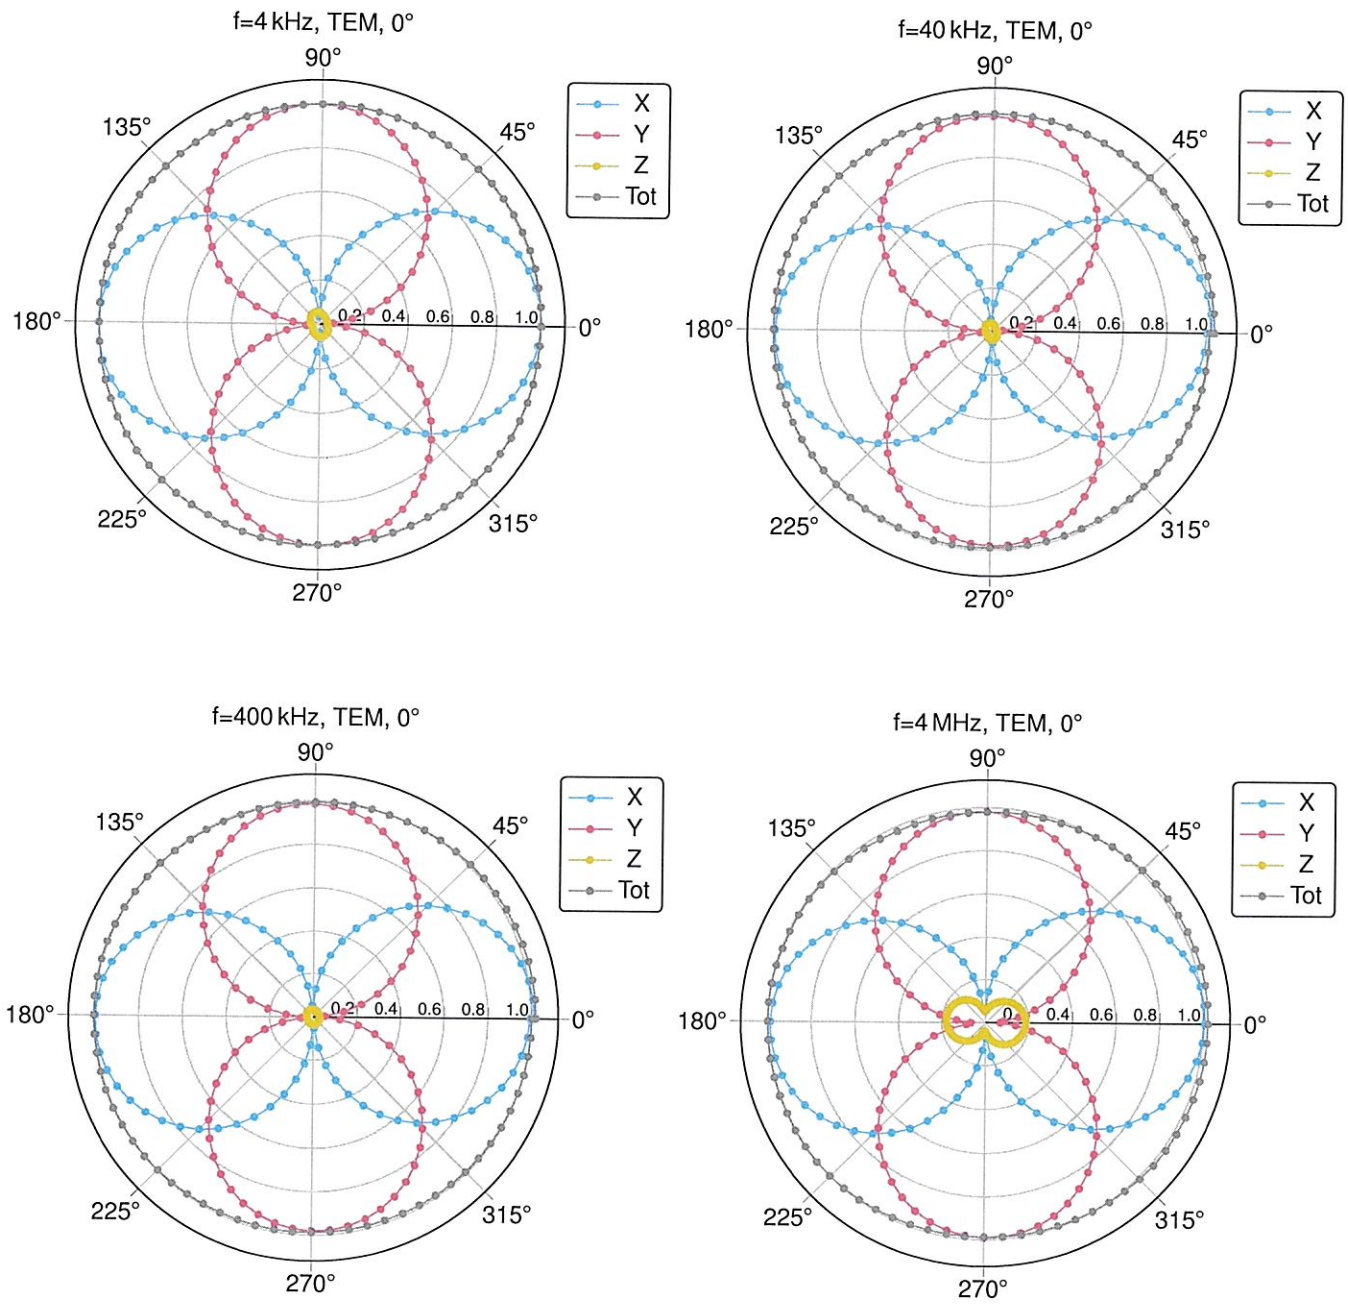 f=4 kHz, TEM, 0°
90°
135°
45°
180°
0.2 0.4 0.6 0.8 1.0
0°
225°
315°
270°
X
Y
Z
Tot
f=40 kHz, TEM, 0°
90°
135°
45°
180°
0.2 0.4 0.6 0.8 1.0
0°
225°
315°
270°
X
Y
Z
Tot
f=400 kHz, TEM, 0°
90°
135°
45°
180°
0.2 0.4 0.6 0.8 1.0
0°
225°
315°
270°
X
Y
Z
Tot
f=4 MHz, TEM, 0°
90°
135°
45°
180°
0.4 0.6 0.8 1.0
0°
225°
315°
270°
X
Y
Z
Tot